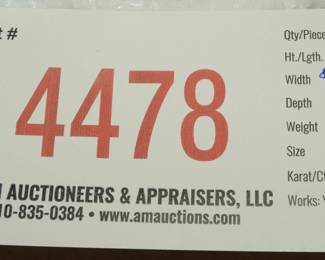 #
4478
AUCTIONEERS & APPRAISERS, LLC
10-835-0384 • www.amauctions.com
Qty/Piece
Ht./Lgth.
Width
Depth
Weight
Size
Karat/Ct
Works: Y